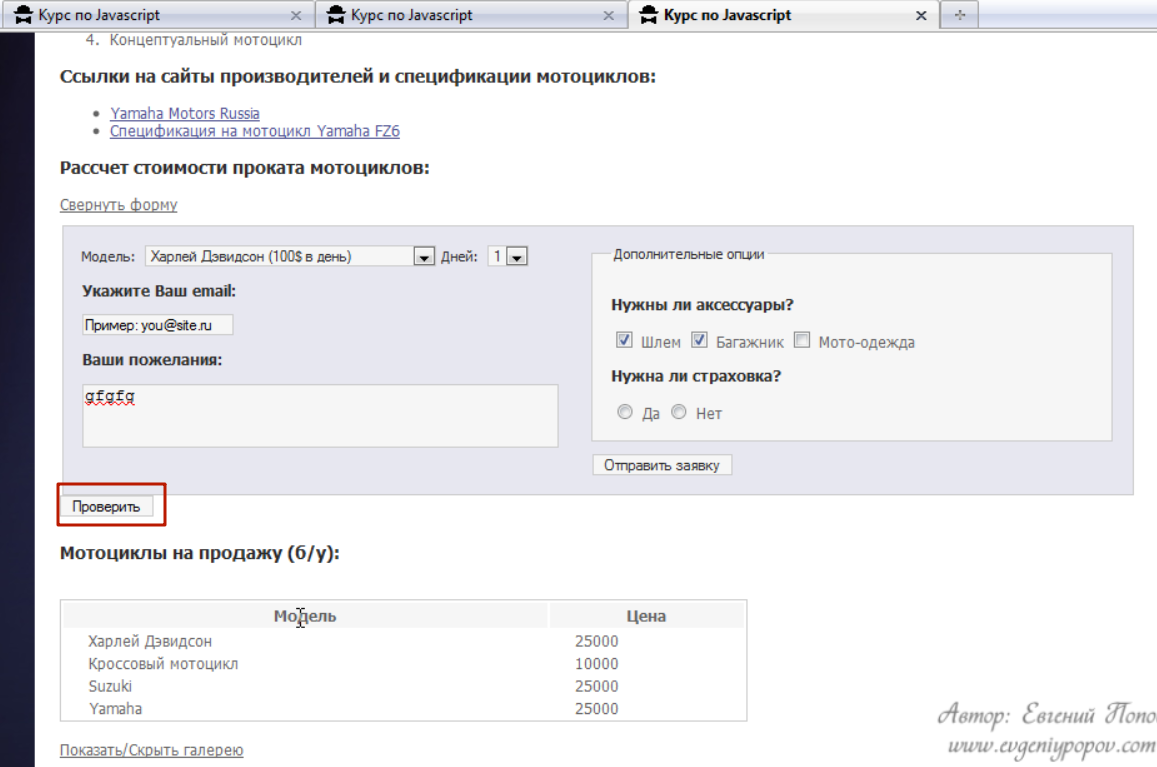 Курс по Javascript
Курс по Javascript
Курс по Javascript
4. Концептуальный мотоцикл
Ссылки на сайты производителей и спецификации мотоциклов:
Yamaha Motors Russia
Спецификация на мотоцикл Yamaha FZ6
Рассчет стоимости проката мотоциклов:
Свернуть форму
Модель: Харлей Дэвидсон (100$ в день) Дней: 1
Укажите Ваш email:
Пример: you@site.ru
Ваши пожелания:
gfgfg
Дополнительные опции
Нужны ли аксессуары?
Шлем Багажник Мото-одежда
Нужна ли страховка?
Да Нет
Отправить заявку
Проверить
Мотоциклы на продажу (б/у):
Модель Цена
Харлей Дэвидсон 25000
Кроссовый мотоцикл 10000
Suzuki 25000
Yamaha 25000
Показать/Скрыть галерею
Автор: Евгений Попо
www.evgeniypopov.com